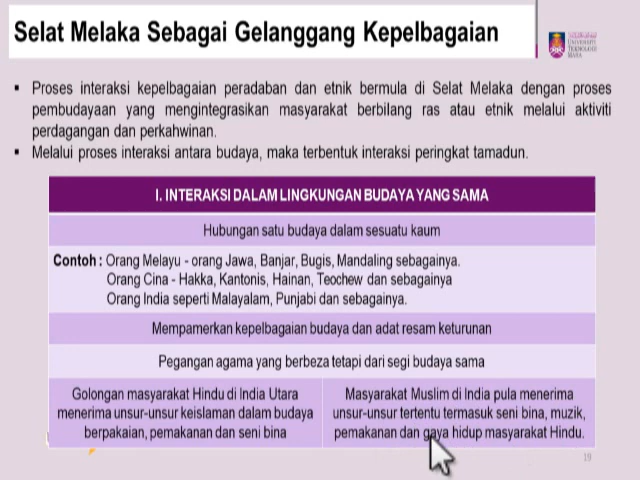 Selat Melaka Sebagai Gelanggang Kepelbagaian
UNIVERSITI
TEKNOLOGI
MARA
▪ Proses interaksi kepelbagaian peradaban dan etnik bermula di Selat Melaka dengan proses
pembudayaan yang mengintegrasikan masyarakat berbilang ras atau etnik melalui aktiviti
perdagangan dan perkahwinan.
▪ Melalui proses interaksi antara budaya, maka terbentuk interaksi peringkat tamadun.
I. INTERAKSI DALAM LINGKUNGAN BUDAYA YANG SAMA
Hubungan satu budaya dalam sesuatu kaum
Contoh : Orang Melayu - orang Jawa, Banjar, Bugis, Mandaling sebagainya.
Orang Cina - Hakka, Kantonis, Hainan, Teochew dan sebagainya
Orang India seperti Malayalam, Punjabi dan sebagainya.
Mempamerkan kepelbagaian budaya dan adat resam keturunan
Pegangan agama yang berbeza tetapi dari segi budaya sama
Golongan masyarakat Hindu di India Utara
menerima unsur-unsur keislaman dalam budaya
berpakaian, pemakanan dan seni bina
Masyarakat Muslim di India pula menerima
unsur-unsur tertentu termasuk seni bina, muzik,
pemakanan dan gaya hidup masyarakat Hindu.
19